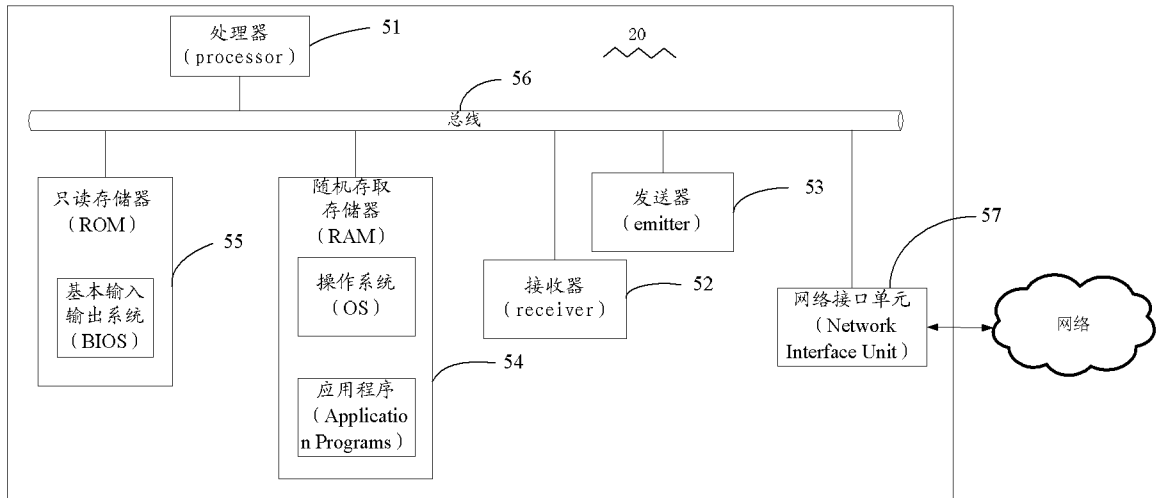 处理器
（processor）
51
20
56
总线
只读存储器
（ROM）
55
基本输入
输出系统
（BIOS）
随机存取
存储器
（RAM）
操作系统
（OS）
54
应用程序
（Applicatio
n Programs）
接收器
（receiver）
52
发送器
（emitter）
53
57
网络接口单元
（Network
Interface Unit）
网络